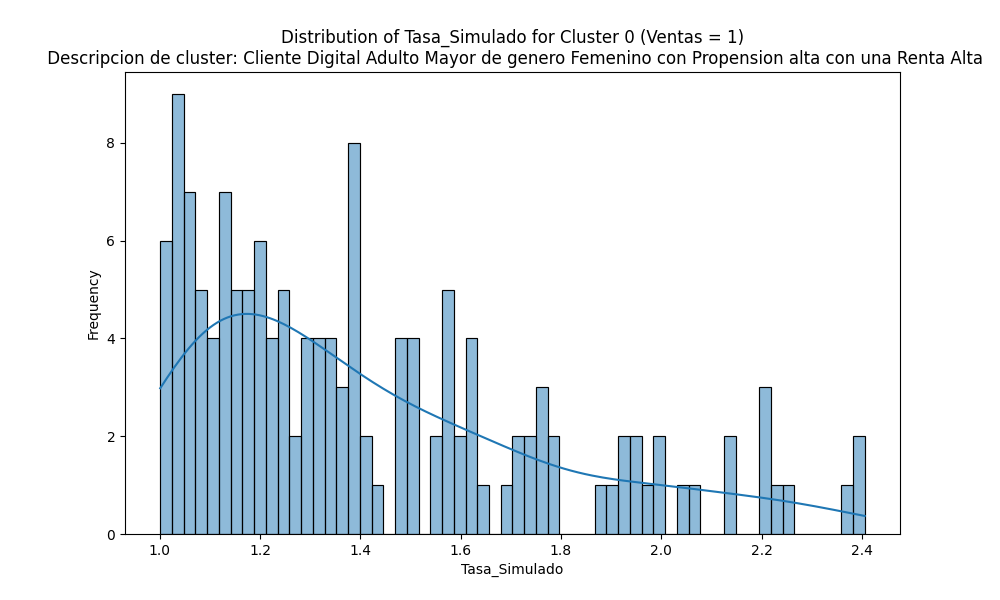 Distribution of Tasa_Simulado for Cluster 0 (Ventas = 1)
Descripcion de cluster: Cliente Digital Adulto Mayor de genero Femenino con Propension alta con una Renta Alta
Frequency
8
6
4
2
0
1.0 1.2 1.4 1.6 1.8 2.0 2.2 2.4
Tasa_Simulado